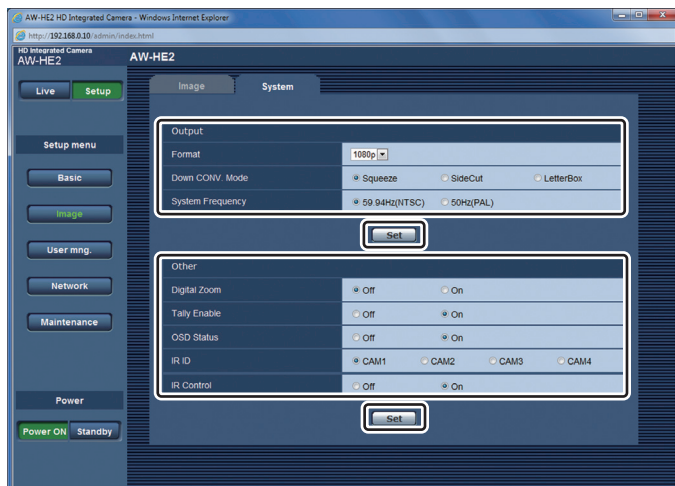 AW-HE2 HD Integrated Camera - Windows Internet Explorer
http://192.168.0.10/admin/index.html
HD Integrated Camera
AW-HE2
AW-HE2
Live Setup
Image System
Setup menu
Basic
Image
User mng.
Network
Maintenance
Power
Power ON Standby
Output
Format 1080p
Down CONV. Mode Squeeze SideCut LetterBox
System Frequency 59.94Hz(NTSC) 50Hz(PAL)
Set
Other
Digital Zoom Off On
Tally Enable Off On
OSD Status Off On
IR ID CAM1 CAM2 CAM3 CAM4
IR Control Off On
Set